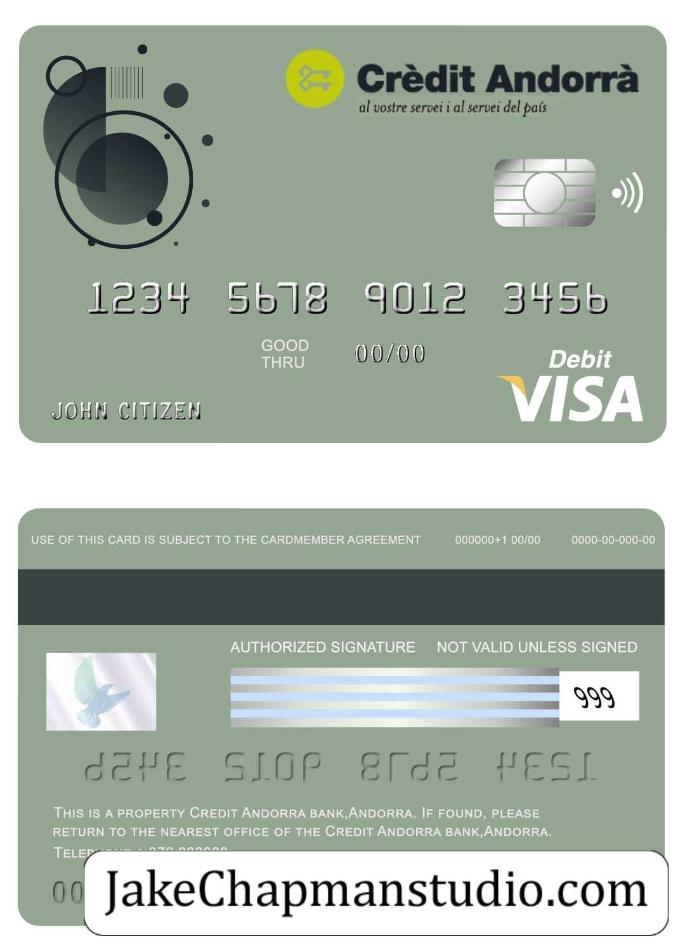 Crèdit Andorrà
al vostre servei i al servei del país
1234 5678 9012 3456
GOOD THRU 00/00
Debit
VISA
JOHN CITIZEN
USE OF THIS CARD IS SUBJECT TO THE CARDMEMBER AGREEMENT 000000+1 00/00 0000-00-000-00
AUTHORIZED SIGNATURE NOT VALID UNLESS SIGNED
999
THIS IS A PROPERTY CREDIT ANDORRA BANK,ANDORRA. IF FOUND, PLEASE
RETURN TO THE NEAREST OFFICE OF THE CREDIT ANDORRA BANK,ANDORRA.
00
JakeChapmanstudio.com